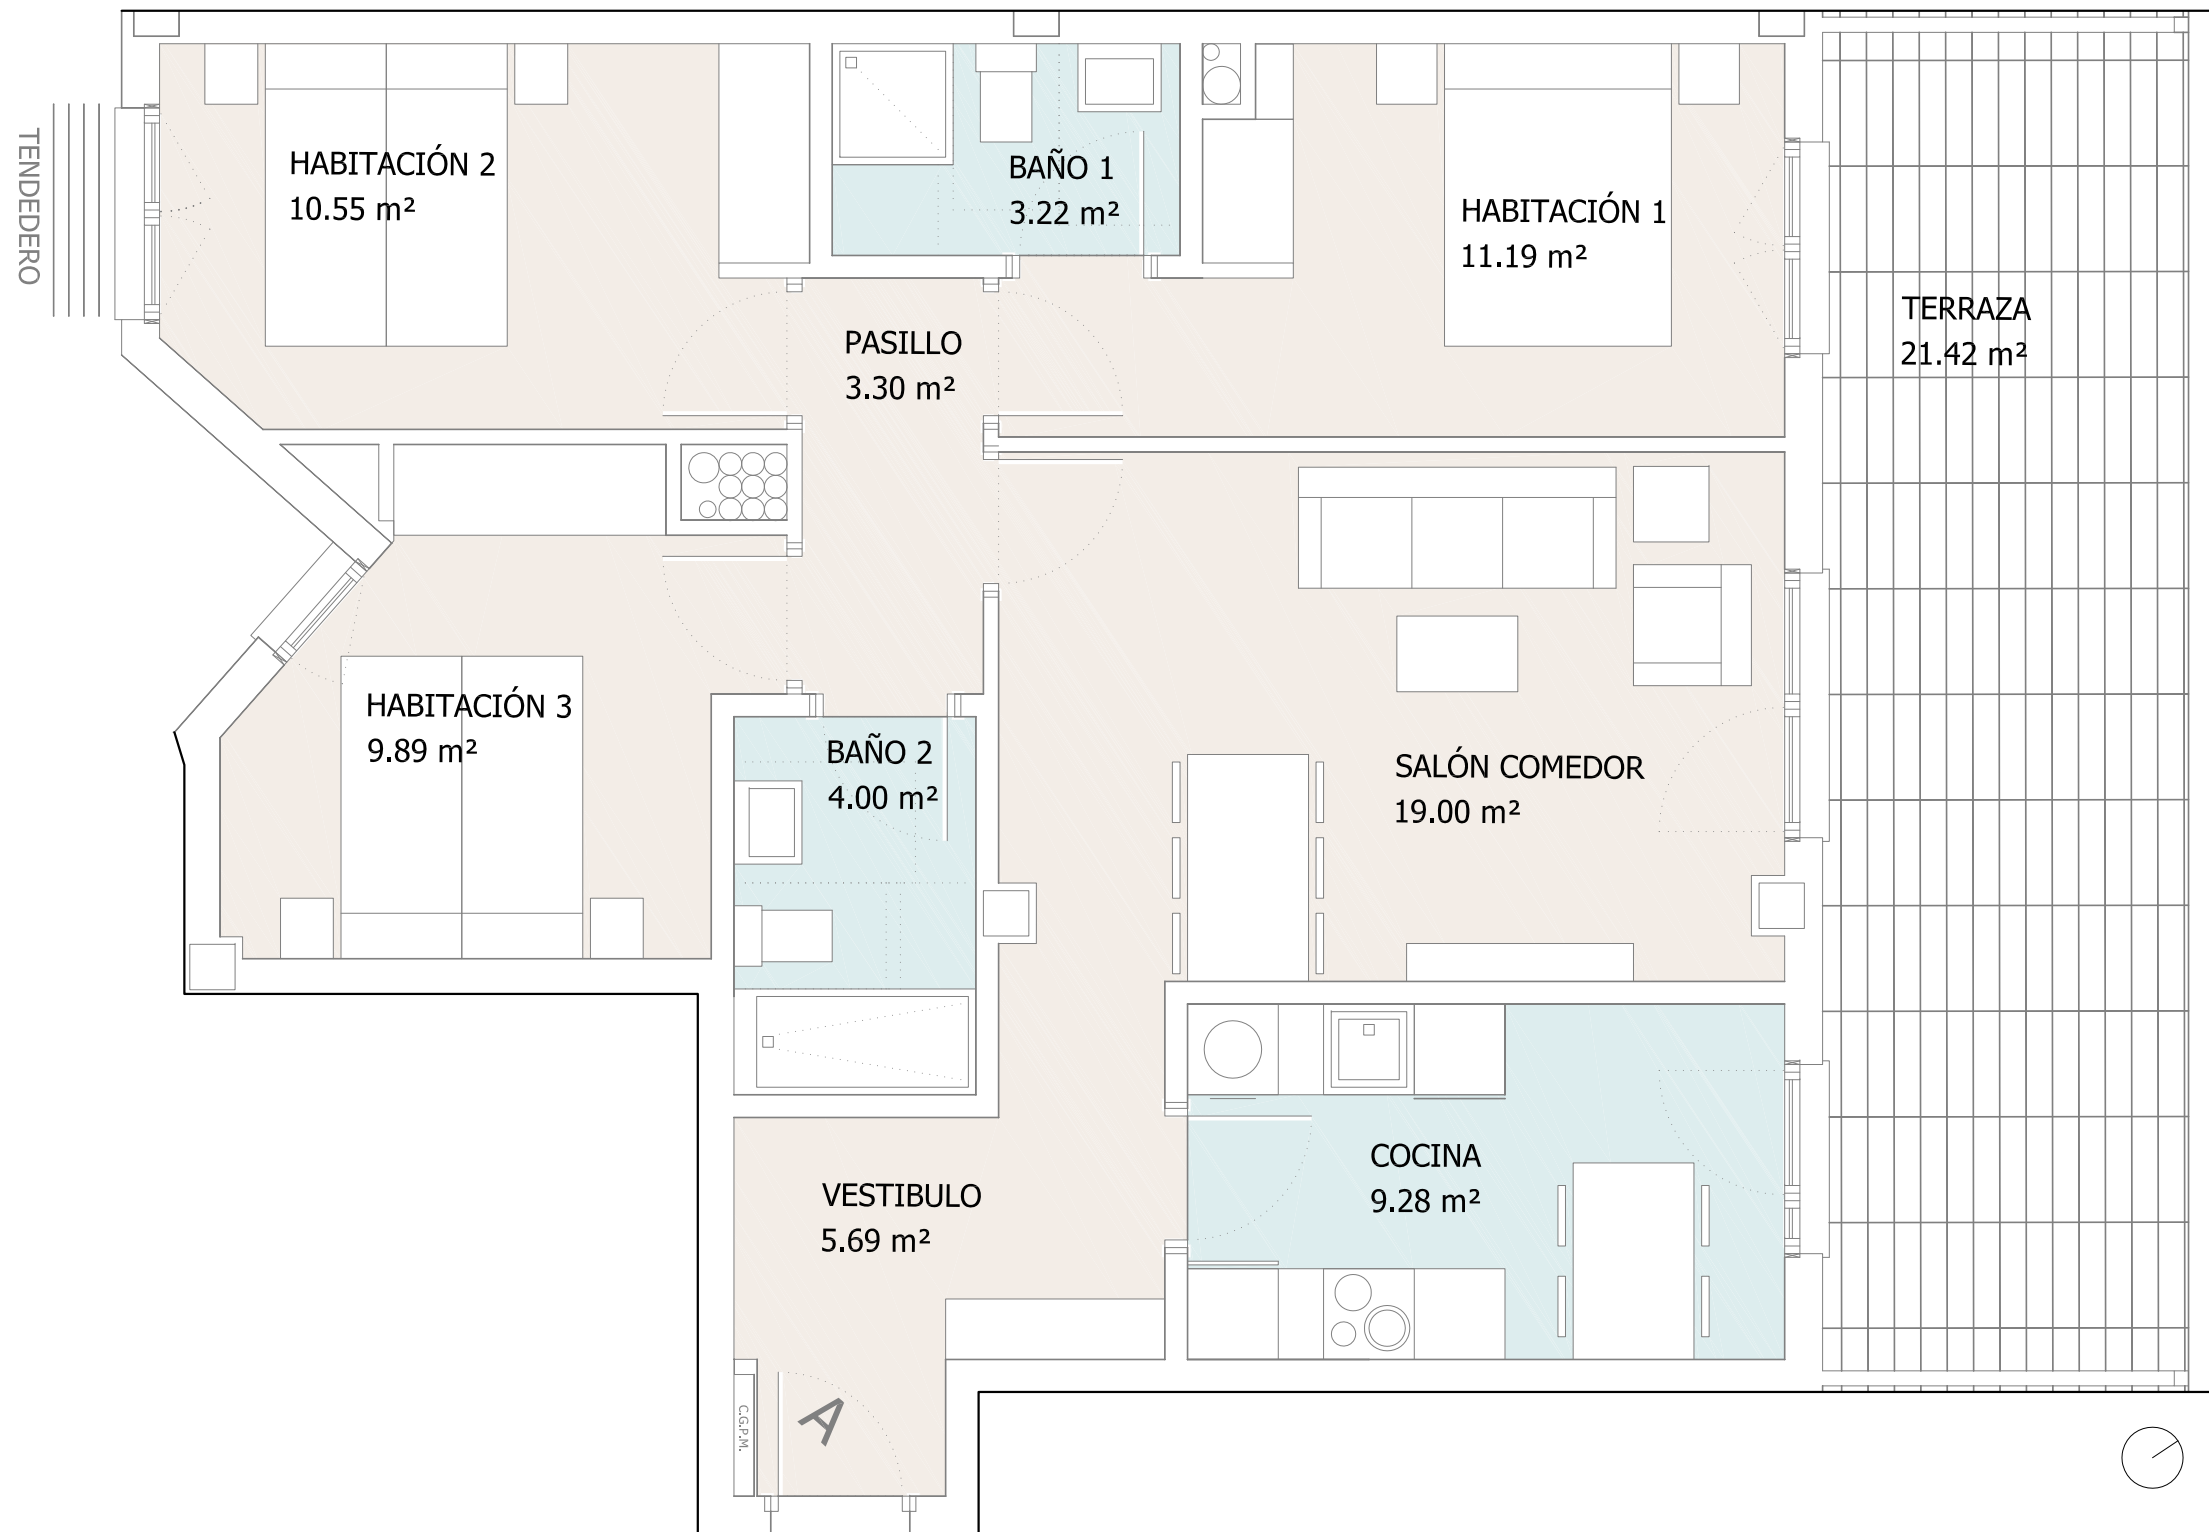 HABITACIÓN 2
10.55 m²
BAÑO 1
3.22 m²
HABITACIÓN 1
11.19 m²
TENDEDERO
TERRAZA
21.42 m²
PASILLO
3.30 m²
HABITACIÓN 3
9.89 m²
BAÑO 2
4.00 m²
SALÓN COMEDOR
19.00 m²
COCINA
9.28 m²
VESTIBULO
5.69 m²
A
C.G.P.M.